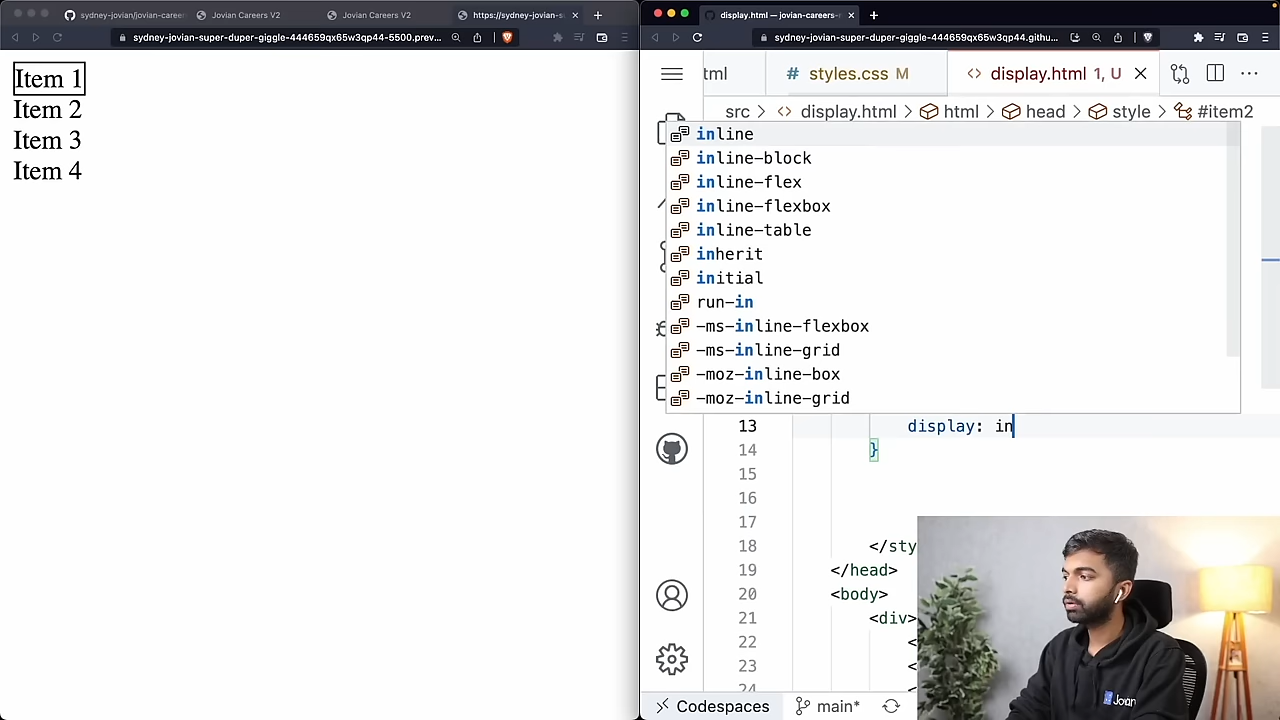 sydney-jovian/jovian-career
Jovian Careers V2
Jovian Careers V2
https://sydney-jovian-s
sydney-jovian-super-duper-giggle-444659qx65w3qp44-5500.prev...
Item 1
Item 2
Item 3
Item 4
display.html — jovian-careers-
sydney-jovian-super-duper-giggle-444659qx65w3qp44.githu...
tml
# styles.css M
<> display.html 1, U
src > <> display.html > html > head > style > #item2
inline
inline-block
inline-flex
inline-flexbox
inline-table
inherit
initial
run-in
-ms-inline-flexbox
-ms-inline-grid
-moz-inline-box
-moz-inline-grid
13 display: in
14 }
15
16
17
18 </sty
19 </head>
20 <body>
21 <div>
22 <
23 <
24 <
Codespaces
main*